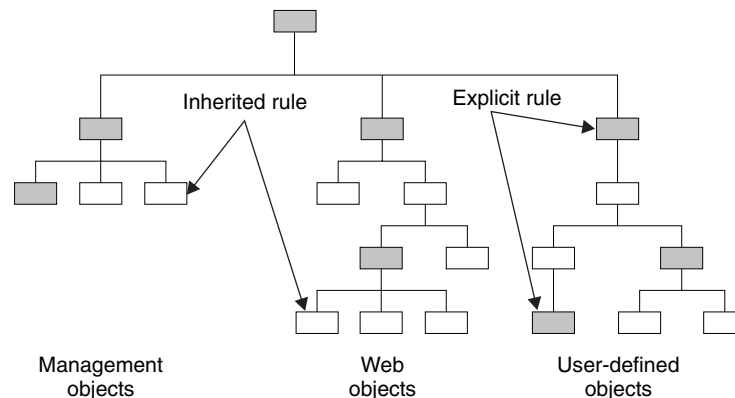 Inherited rule
Explicit rule
Management
objects
Web
objects
User-defined
objects